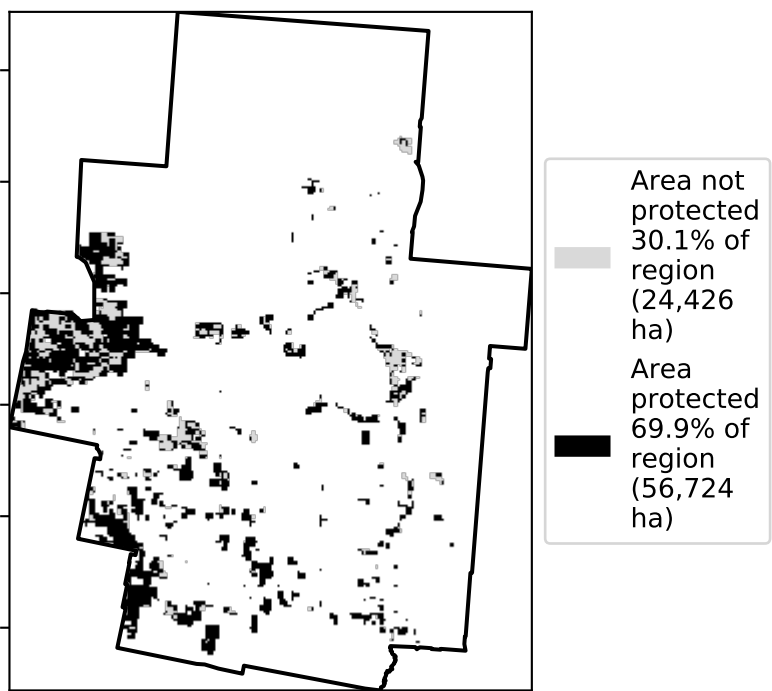 Area not
protected
30.1% of
region
(24,426
ha)
Area
protected
69.9% of
region
(56,724
ha)